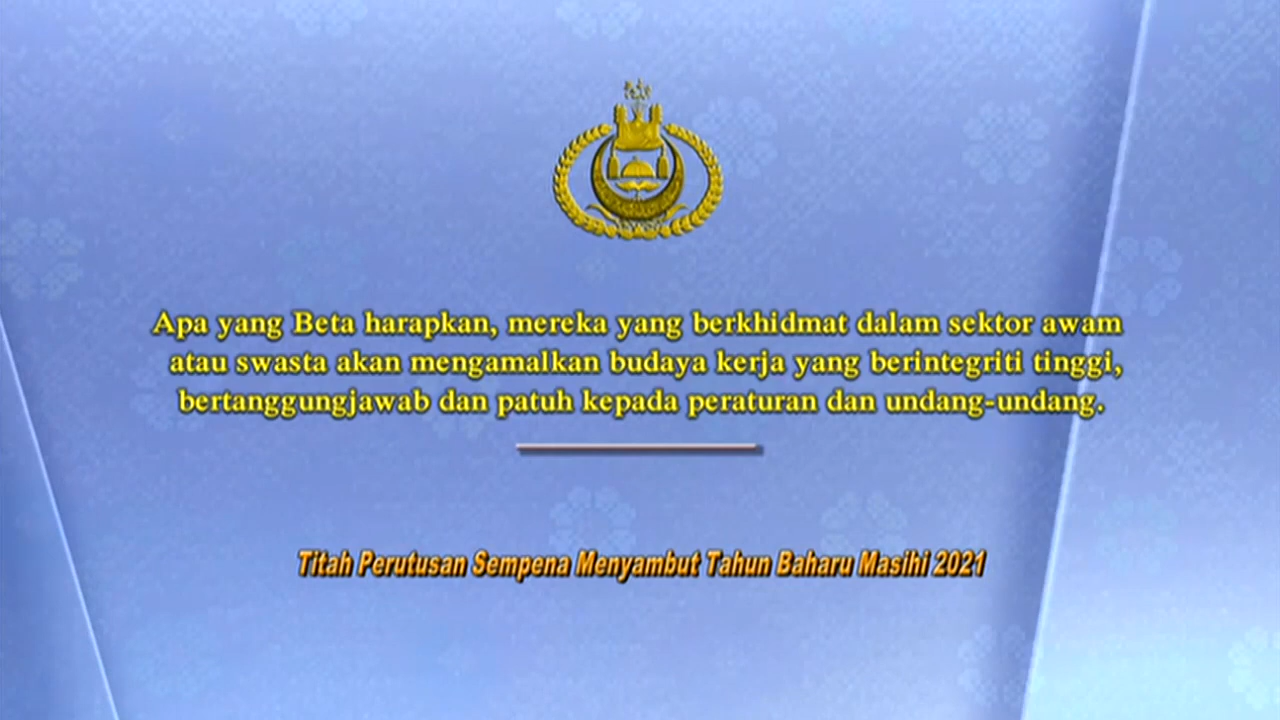 Apa yang Beta harapkan, mereka yang berkhidmat dalam sektor awam
atau swasta akan mengamalkan budaya kerja yang berintegriti tinggi,
bertanggungjawab dan patuh kepada peraturan dan undang-undang.
Titah Perutusan Sempena Menyambut Tahun Baharu Masihi 2021